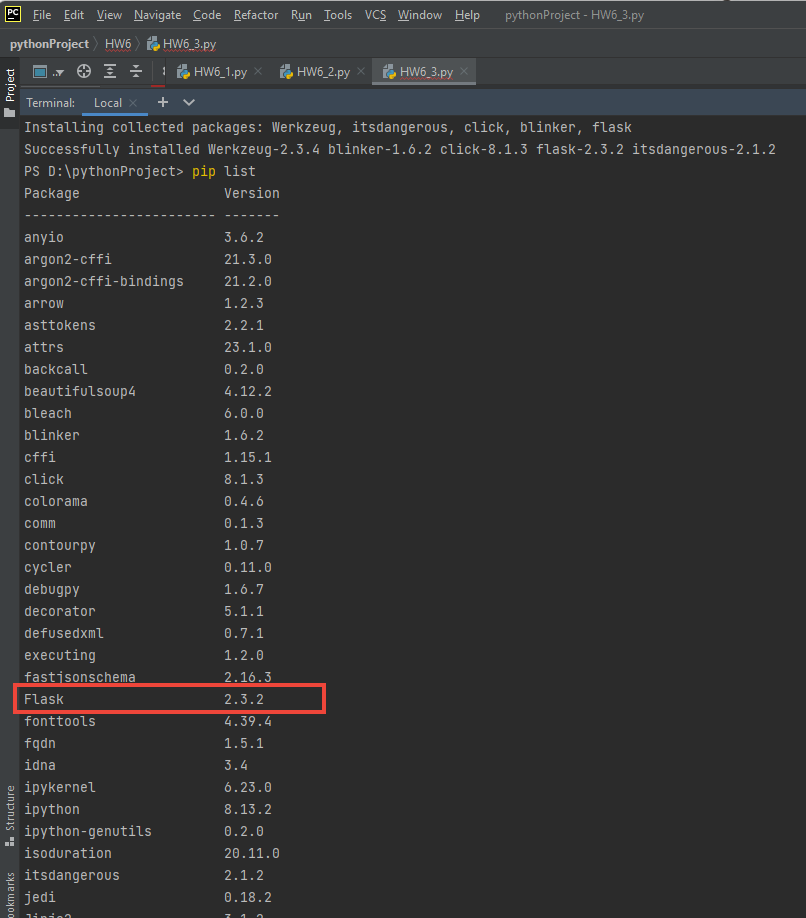 PC File Edit View Navigate Code Refactor Run Tools VCS Window Help pythonProject - HW6_3.py
pythonProject HW6 HW6_3.py
Project
HW6_1.py HW6_2.py HW6_3.py
Terminal: Local
Installing collected packages: Werkzeug, itsdangerous, click, blinker, flask
Successfully installed Werkzeug-2.3.4 blinker-1.6.2 click-8.1.3 flask-2.3.2 itsdangerous-2.1.2
PS D:\pythonProject> pip list
Package Version
------------------------ -------
anyio 3.6.2
argon2-cffi 21.3.0
argon2-cffi-bindings 21.2.0
arrow 1.2.3
asttokens 2.2.1
attrs 23.1.0
backcall 0.2.0
beautifulsoup4 4.12.2
bleach 6.0.0
blinker 1.6.2
cffi 1.15.1
click 8.1.3
colorama 0.4.6
comm 0.1.3
contourpy 1.0.7
cycler 0.11.0
debugpy 1.6.7
decorator 5.1.1
defusedxml 0.7.1
executing 1.2.0
fastjsonschema 2.16.3
Flask 2.3.2
fonttools 4.39.4
fqdn 1.5.1
idna 3.4
ipykernel 6.23.0
ipython 8.13.2
ipython-genutils 0.2.0
isoduration 20.11.0
itsdangerous 2.1.2
jedi 0.18.2
Structure